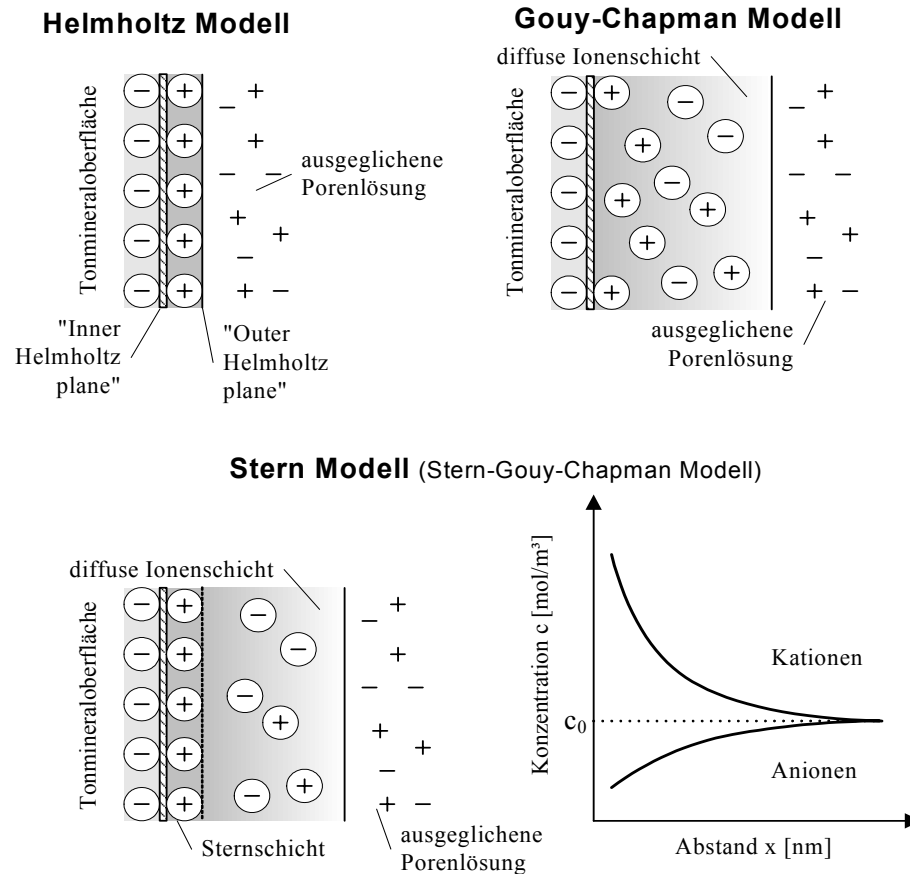 Helmholtz Modell
Tonmineraloberfläche
ausgeglichene
Porenlösung
"Inner
Helmholtz
plane"
"Outer
Helmholtz
plane"
Gouy-Chapman Modell
diffuse Ionenschicht
Tonmineraloberfläche
ausgeglichene
Porenlösung
Stern Modell (Stern-Gouy-Chapman Modell)
diffuse Ionenschicht
Tonmineraloberfläche
Sternschicht
ausgeglichene
Porenlösung
Konzentration c [mol/m³]
c₀
Kationen
Anionen
Abstand x [nm]